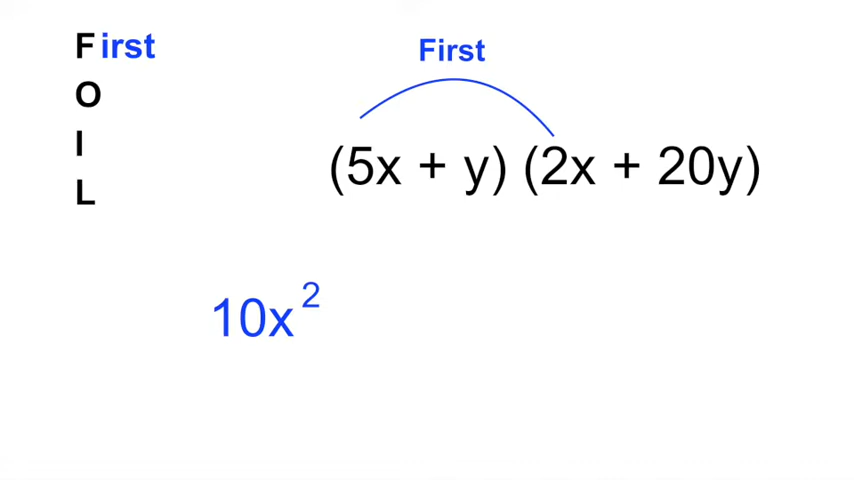 First
O
I
L
First
(5x + y) (2x + 20y)
10x²